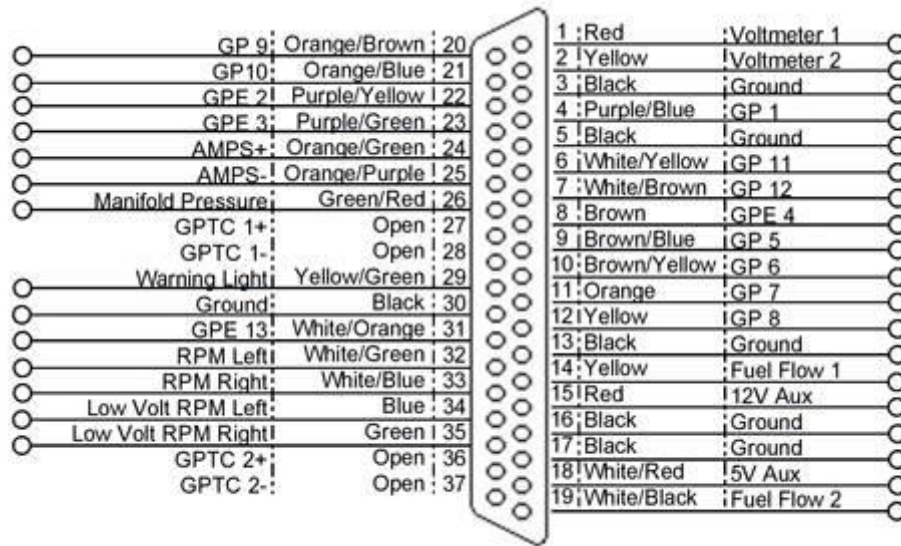 GP 9 Orange/Brown 20
GP10 Orange/Blue 21
GPE 2 Purple/Yellow 22
GPE 3 Purple/Green 23
AMPS+ Orange/Green 24
AMPS- Orange/Purple 25
Manifold Pressure Green/Red 26
GPTC 1+ Open 27
GPTC 1- Open 28
Warning Light Yellow/Green 29
Ground Black 30
GPE 13 White/Orange 31
RPM Left White/Green 32
RPM Right White/Blue 33
Low Volt RPM Left Blue 34
Low Volt RPM Right Green 35
GPTC 2+ Open 36
GPTC 2- Open 37
1 Red Voltmeter 1
2 Yellow Voltmeter 2
3 Black Ground
4 Purple/Blue GP 1
5 Black Ground
6 White/Yellow GP 11
7 White/Brown GP 12
8 Brown GPE 4
9 Brown/Blue GP 5
10 Brown/Yellow GP 6
11 Orange GP 7
12 Yellow GP 8
13 Black Ground
14 Yellow Fuel Flow 1
15 Red 12V Aux
16 Black Ground
17 Black Ground
18 White/Red 5V Aux
19 White/Black Fuel Flow 2